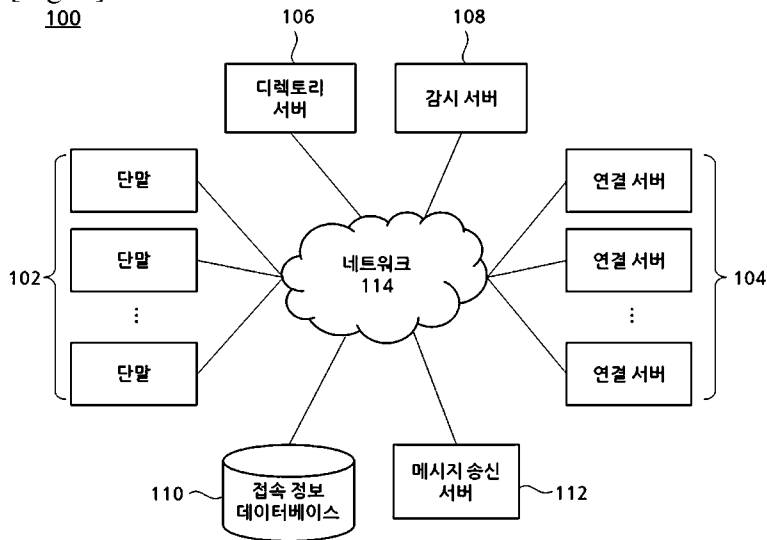 100
106
108
디렉토리
서버
감시 서버
단말
연결 서버
단말
연결 서버
102
네트워크
114
104
...
...
단말
연결 서버
110
접속 정보
데이터베이스
메시지 송신
서버
112